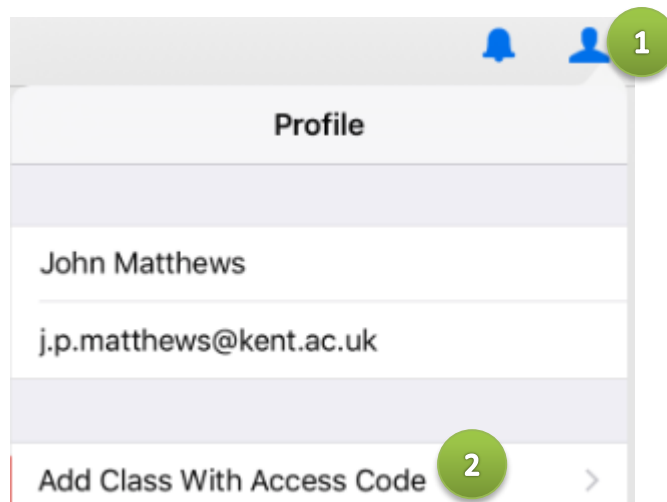 1
Profile
John Matthews
j.p.matthews@kent.ac.uk
Add Class With Access Code 2